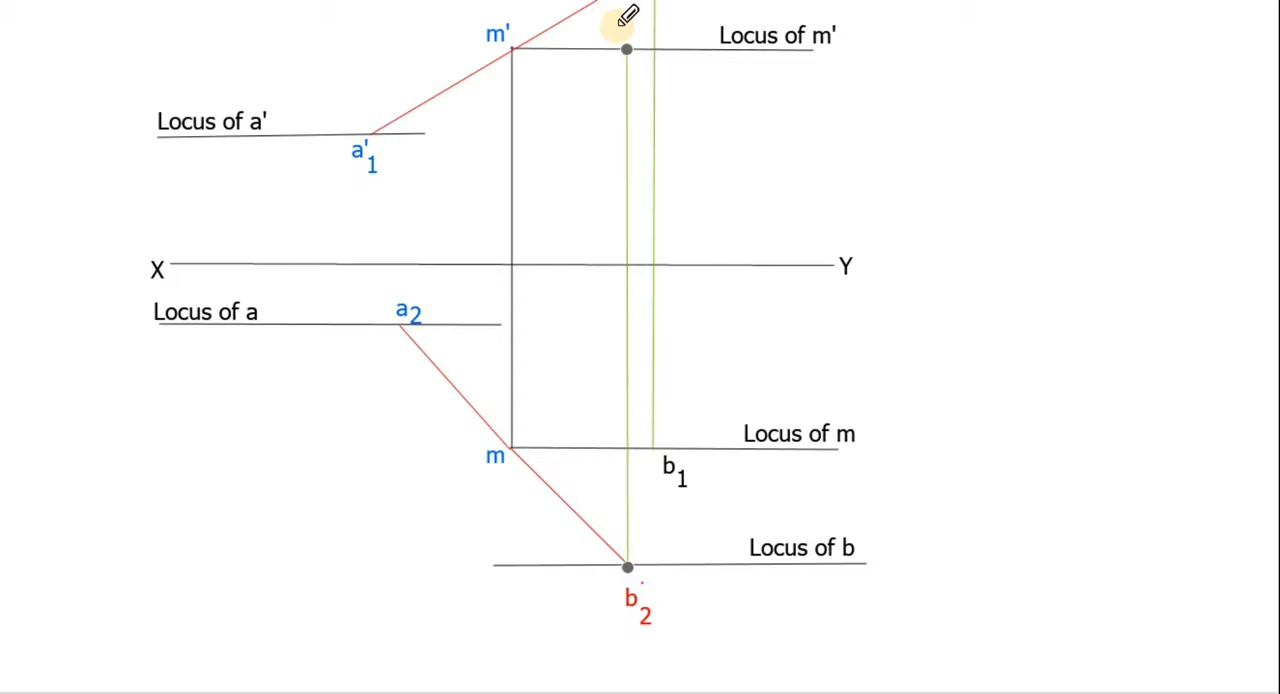 m'
Locus of m'
Locus of a'
a'1
X
Y
Locus of a
a2
Locus of m
m
b1
Locus of b
b2